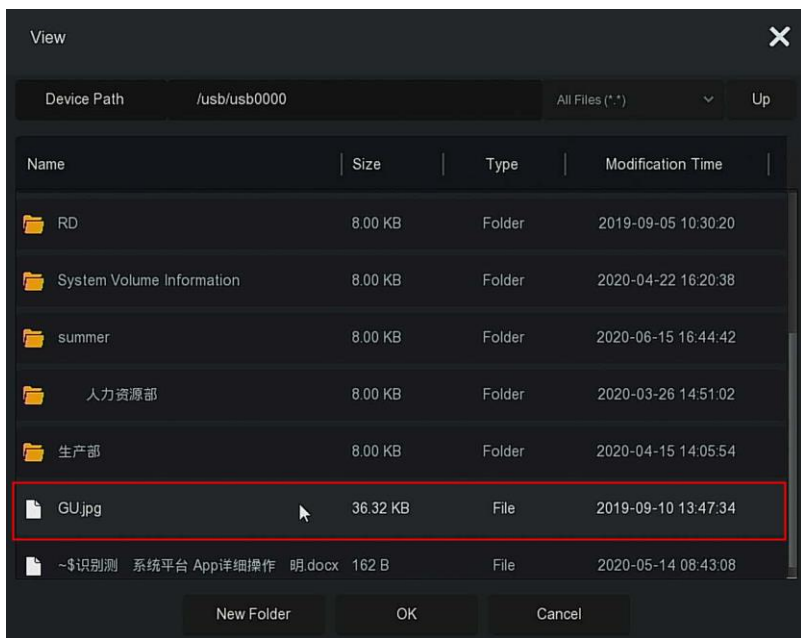 View
Device Path /usb/usb0000 All Files (*.*) Up
Name Size Type Modification Time
RD 8.00 KB Folder 2019-09-05 10:30:20
System Volume Information 8.00 KB Folder 2020-04-22 16:20:38
summer 8.00 KB Folder 2020-06-15 16:44:42
人力资源部 8.00 KB Folder 2020-03-26 14:51:02
生产部 8.00 KB Folder 2020-04-15 14:05:54
GU.jpg 36.32 KB File 2019-09-10 13:47:34
~$识别测 系统平台 App详细操作 明.docx 162 B File 2020-05-14 08:43:08
New Folder OK Cancel